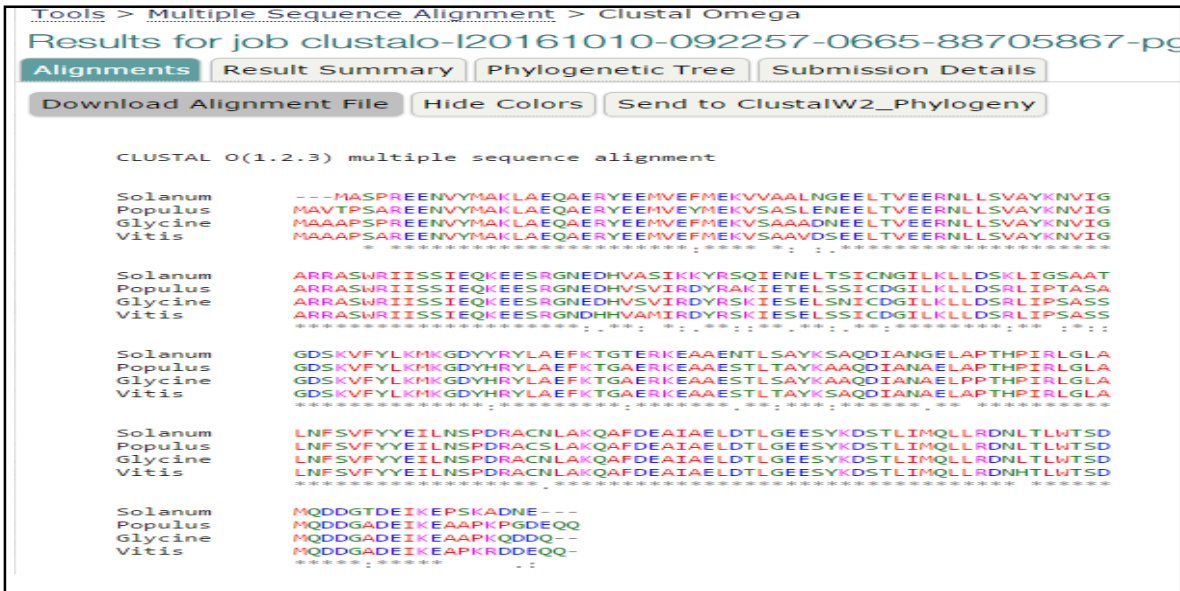 Tools > Multiple Sequence Alignment > Clustal Omega
Results for job clustalo-I20161010-092257-0665-88705867-pg
Alignments Result Summary Phylogenetic Tree Submission Details
Download Alignment File Hide Colors Send to ClustalW2_Phylogeny
CLUSTAL O(1.2.3) multiple sequence alignment
Solanum ---MASPREENVYMAKLAEQAERYEEMVEFMEKVVAALNGEELTVEERNLLSVAYKNVIG
Populus MAVTPSAREENVYMAKLAEQAERYEEMVEYMEKVSASLENEELTVEERNLLSVAYKNVIG
Glycine MAAAPSPREENVYMAKLAEQAERYEEMVEFMEKVSAAADNEELTVEERNLLSVAYKNVIG
Vitis MAAAPSAREENVYMAKLAEQAERYEEMVEFMEKVSAAVDSEELTVEERNLLSVAYKNVIG
* **********************:**** *: :.*********************
Solanum ARRASWRIISSIEQKEESRGNEDHVASIKKYRSQIENELTSICNGILKLLDSKLIGSAAT
Populus ARRASWRIISSIEQKEESRGNEDHVSVIRDYRAKIETELSSICDGILKLLDSRLIPTASA
Glycine ARRASWRIISSIEQKEESRGNEDHVSVIRDYRSKIESELSNICDGILKLLDSRLIPSASS
Vitis ARRASWRIISSIEQKEESRGNDHHVAMIRDYRSKIESELSSICDGILKLLDSRLIPSASS
*********************:.**: *:.**::**.**:.**:********:** :*::
Solanum GDSKVFYLKMKGDYYRYLAEFKTGTERKEAAENTLSAYKSAQDIANGELAPTHPIRLGLA
Populus GDSKVFYLKMKGDYHRYLAEFKTGAERKEAAESTLTAYKAAQDIANAELAPTHPIRLGLA
Glycine GDSKVFYLKMKGDYHRYLAEFKTGAERKEAAESTLSAYKAAQDIANAELPPTHPIRLGLA
Vitis GDSKVFYLKMKGDYHRYLAEFKTGAERKEAAESTLTAYKSAQDIANAELAPTHPIRLGLA
**************:*********:*******.**:***:******.** **********
Solanum LNFSVFYYEILNSPDRACNLAKQAFDEAIAELDTLGEESYKDSTLIMQLLRDNLTLWTSD
Populus LNFSVFYYEILNSPDRACSLAKQAFDEAIAELDTLGEESYKDSTLIMQLLRDNLTLWTSD
Glycine LNFSVFYYEILNSPDRACNLAKQAFDEAIAELDTLGEESYKDSTLIMQLLRDNLTLWTSD
Vitis LNFSVFYYEILNSPDRACNLAKQAFDEAIAELDTLGEESYKDSTLIMQLLRDNHTLWTSD
******************.********************************** ******
Solanum MQDDGTDEIKEPSKADNE---
Populus MQDDGADEIKEAAPKPGDEQQ
Glycine MQDDGADEIKEAAPKQDDQ--
Vitis MQDDGADEIKEAPKRDDEQQ-
*****:***** .: